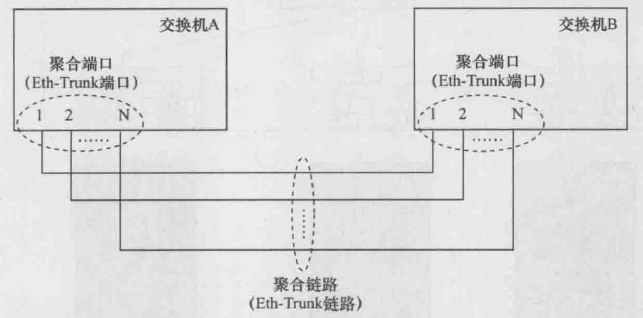 交换机A
交换机B
聚合端口
(Eth-Trunk端口)
聚合端口
(Eth-Trunk端口)
1 2 N
......
1 2 N
......
......
聚合链路
(Eth-Trunk链路)